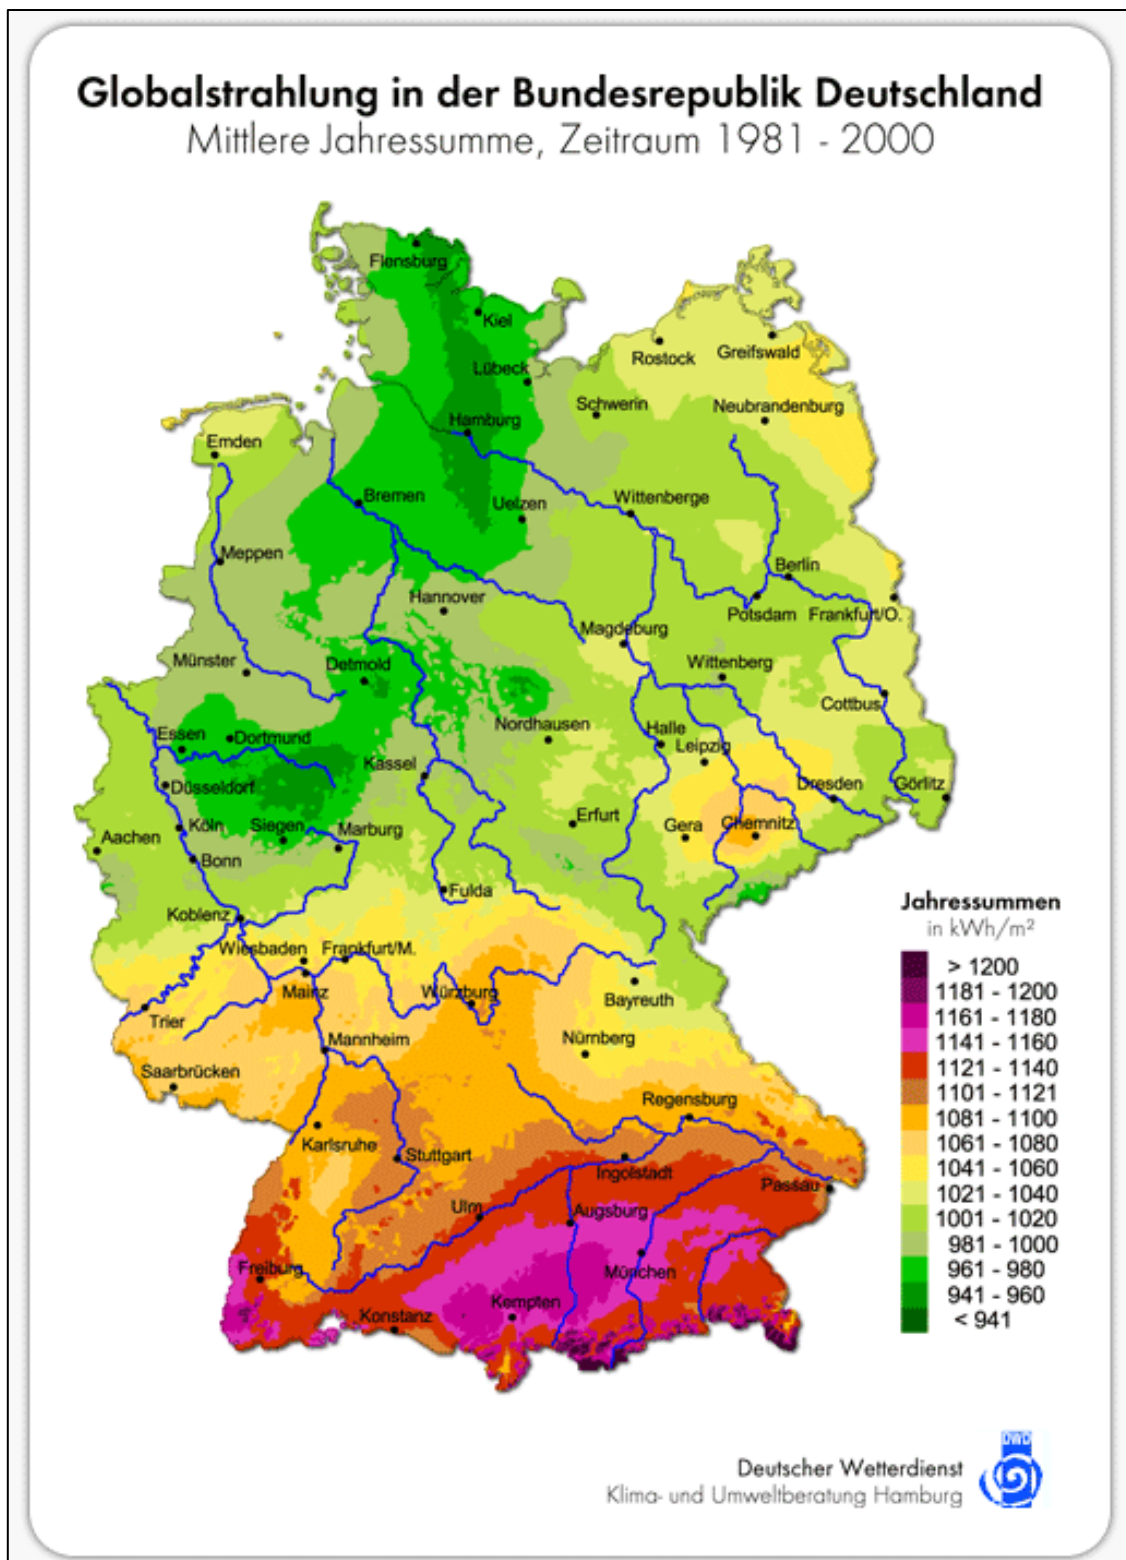 Globalstrahlung in der Bundesrepublik Deutschland
Mittlere Jahressumme, Zeitraum 1981 - 2000
Flensburg
Kiel
Lübeck
Rostock
Greifswald
Schwerin
Neubrandenburg
Hamburg
Emden
Bremen
Uelzen
Wittenberge
Meppen
Berlin
Hannover
Potsdam
Frankfurt/O.
Magdeburg
Münster
Detmold
Wittenberg
Cottbus
Essen
Dortmund
Nordhausen
Halle
Leipzig
Kassel
Düsseldorf
Dresden
Görlitz
Aachen
Köln
Siegen
Marburg
Erfurt
Gera
Chemnitz
Bonn
Fulda
Koblenz
Wiesbaden
Frankfurt/M.
Mainz
Würzburg
Bayreuth
Trier
Mannheim
Nürnberg
Saarbrücken
Regensburg
Karlsruhe
Stuttgart
Ingolstadt
Passau
Ulm
Augsburg
Freiburg
München
Kempten
Konstanz
Jahressummen
in kWh/m²
> 1200
1181 - 1200
1161 - 1180
1141 - 1160
1121 - 1140
1101 - 1121
1081 - 1100
1061 - 1080
1041 - 1060
1021 - 1040
1001 - 1020
981 - 1000
961 - 980
941 - 960
< 941
DWD
Deutscher Wetterdienst
Klima- und Umweltberatung Hamburg